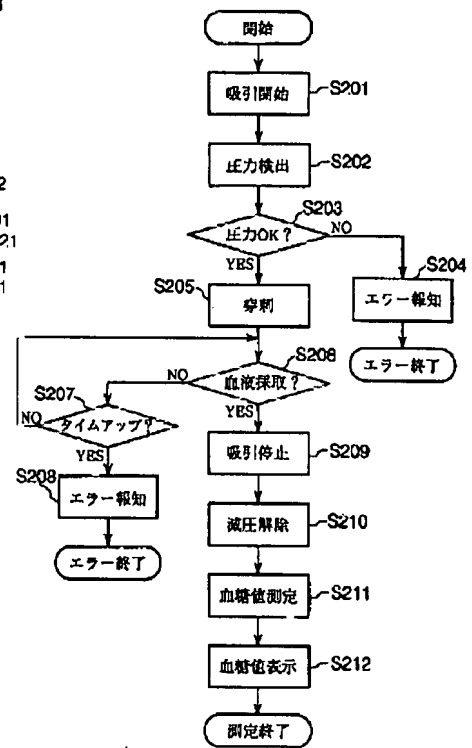 開始
吸引開始
S201
圧力検出
S202
S203
圧力OK?
NO
YES
S204
エラー報知
エラー終了
S205
穿刺
S208
血液採取?
NO
YES
S207
タイムアップ?
NO
YES
S208
エラー報知
エラー終了
吸引停止
S209
減圧解除
S210
血糖値測定
S211
血糖値表示
S212
測定終了